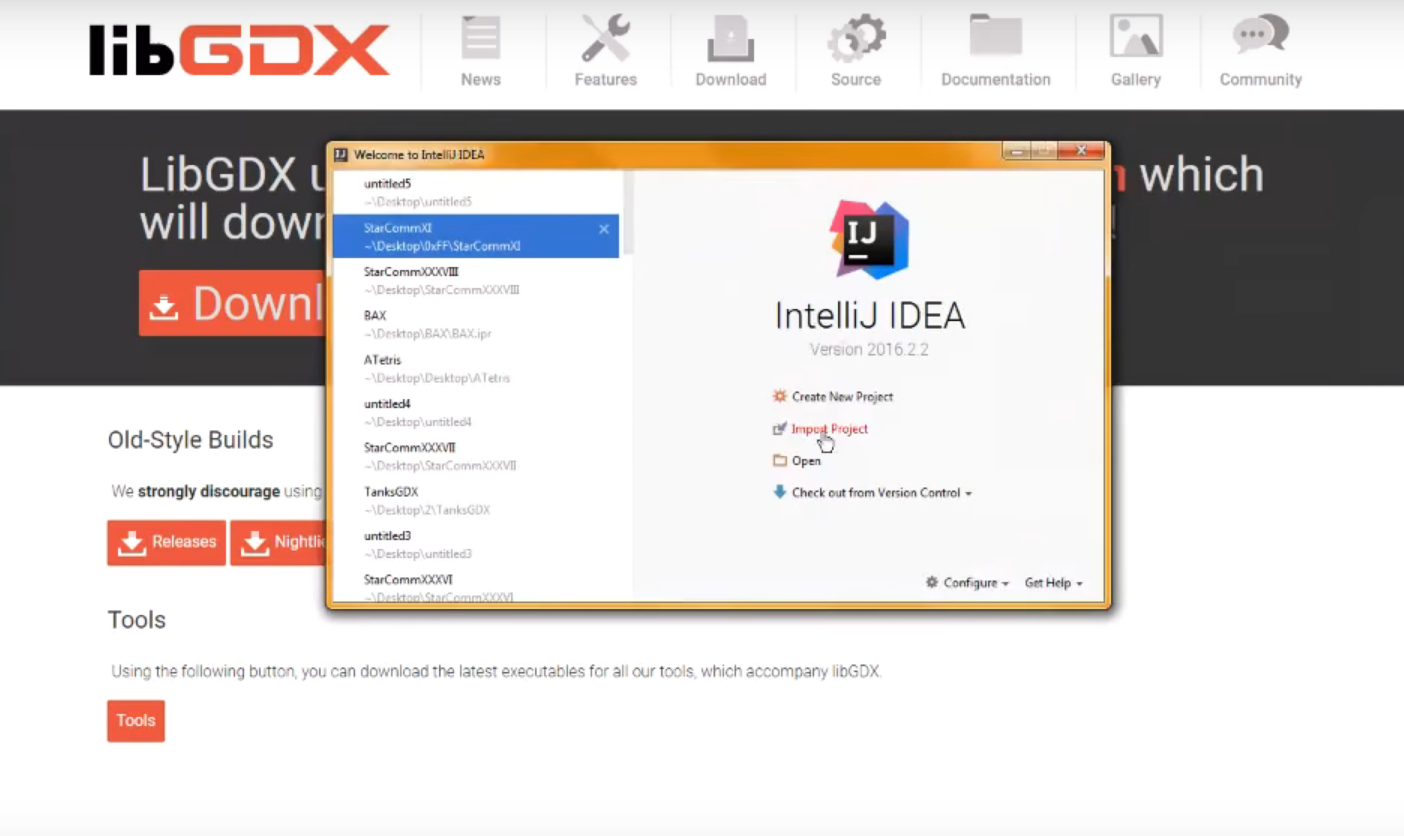 libGDX
News
Features
Download
Source
Documentation
Gallery
Community
LibGDX
which
will down
Downl
Welcome to IntelliJ IDEA
untitled5
~\Desktop\untitled5
StarCommXI
~\Desktop\0xFF\StarCommXI
StarCommXXXVIII
~\Desktop\StarCommXXXVIII
BAX
~\Desktop\BAX\BAX.ipr
ATetris
~\Desktop\Desktop\ATetris
untitled4
~\Desktop\untitled4
StarCommXXXVII
~\Desktop\StarCommXXXVII
TanksGDX
~\Desktop\2\TanksGDX
untitled3
~\Desktop\untitled3
StarCommXXXVI
~\Desktop\StarCommXXXVI
IJ
IntelliJ IDEA
Version 2016.2.2
Create New Project
Import Project
Open
Check out from Version Control
Configure
Get Help
Old-Style Builds
We strongly discourage using
Releases
Nightlie
Tools
Using the following button, you can download the latest executables for all our tools, which accompany libGDX.
Tools